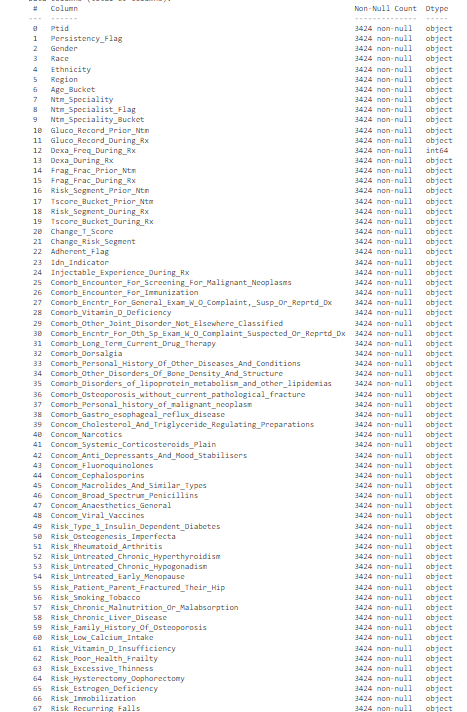 # Column Non-Null Count Dtype
--- ------ -------------- -----
0 Ptid 3424 non-null object
1 Persistency_Flag 3424 non-null object
2 Gender 3424 non-null object
3 Race 3424 non-null object
4 Ethnicity 3424 non-null object
5 Region 3424 non-null object
6 Age_Bucket 3424 non-null object
7 Ntm_Speciality 3424 non-null object
8 Ntm_Specialist_Flag 3424 non-null object
9 Ntm_Speciality_Bucket 3424 non-null object
10 Gluco_Record_Prior_Ntm 3424 non-null object
11 Gluco_Record_During_Rx 3424 non-null object
12 Dexa_Freq_During_Rx 3424 non-null int64
13 Dexa_During_Rx 3424 non-null object
14 Frag_Frac_Prior_Ntm 3424 non-null object
15 Frag_Frac_During_Rx 3424 non-null object
16 Risk_Segment_Prior_Ntm 3424 non-null object
17 Tscore_Bucket_Prior_Ntm 3424 non-null object
18 Risk_Segment_During_Rx 3424 non-null object
19 Tscore_Bucket_During_Rx 3424 non-null object
20 Change_T_Score 3424 non-null object
21 Change_Risk_Segment 3424 non-null object
22 Adherent_Flag 3424 non-null object
23 Idn_Indicator 3424 non-null object
24 Injectable_Experience_During_Rx 3424 non-null object
25 Comorb_Encounter_For_Screening_For_Malignant_Neoplasms 3424 non-null object
26 Comorb_Encounter_For_Immunization 3424 non-null object
27 Comorb_Encntr_For_General_Exam_W_O_Complaint,_Susp_Or_Reprtd_Dx 3424 non-null object
28 Comorb_Vitamin_D_Deficiency 3424 non-null object
29 Comorb_Other_Joint_Disorder_Not_Elsewhere_Classified 3424 non-null object
30 Comorb_Encntr_For_Oth_Sp_Exam_W_O_Complaint_Suspected_Or_Reprtd_Dx 3424 non-null object
31 Comorb_Long_Term_Current_Drug_Therapy 3424 non-null object
32 Comorb_Dorsalgia 3424 non-null object
33 Comorb_Personal_History_Of_Other_Diseases_And_Conditions 3424 non-null object
34 Comorb_Other_Disorders_Of_Bone_Density_And_Structure 3424 non-null object
35 Comorb_Disorders_of_lipoprotein_metabolism_and_other_lipidemias 3424 non-null object
36 Comorb_Osteoporosis_without_current_pathological_fracture 3424 non-null object
37 Comorb_Personal_history_of_malignant_neoplasm 3424 non-null object
38 Comorb_Gastro_esophageal_reflux_disease 3424 non-null object
39 Concom_Cholesterol_And_Triglyceride_Regulating_Preparations 3424 non-null object
40 Concom_Narcotics 3424 non-null object
41 Concom_Systemic_Corticosteroids_Plain 3424 non-null object
42 Concom_Anti_Depressants_And_Mood_Stabilisers 3424 non-null object
43 Concom_Fluoroquinolones 3424 non-null object
44 Concom_Cephalosporins 3424 non-null object
45 Concom_Macrolides_And_Similar_Types 3424 non-null object
46 Concom_Broad_Spectrum_Penicillins 3424 non-null object
47 Concom_Anaesthetics_General 3424 non-null object
48 Concom_Viral_Vaccines 3424 non-null object
49 Risk_Type_1_Insulin_Dependent_Diabetes 3424 non-null object
50 Risk_Osteogenesis_Imperfecta 3424 non-null object
51 Risk_Rheumatoid_Arthritis 3424 non-null object
52 Risk_Untreated_Chronic_Hyperthyroidism 3424 non-null object
53 Risk_Untreated_Chronic_Hypogonadism 3424 non-null object
54 Risk_Untreated_Early_Menopause 3424 non-null object
55 Risk_Patient_Parent_Fractured_Their_Hip 3424 non-null object
56 Risk_Smoking_Tobacco 3424 non-null object
57 Risk_Chronic_Malnutrition_Or_Malabsorption 3424 non-null object
58 Risk_Chronic_Liver_Disease 3424 non-null object
59 Risk_Family_History_Of_Osteoporosis 3424 non-null object
60 Risk_Low_Calcium_Intake 3424 non-null object
61 Risk_Vitamin_D_Insufficiency 3424 non-null object
62 Risk_Poor_Health_Frailty 3424 non-null object
63 Risk_Excessive_Thinness 3424 non-null object
64 Risk_Hysterectomy_Oophorectomy 3424 non-null object
65 Risk_Estrogen_Deficiency 3424 non-null object
66 Risk_Immobilization 3424 non-null object
67 Risk_Recurring_Falls 3424 non-null object